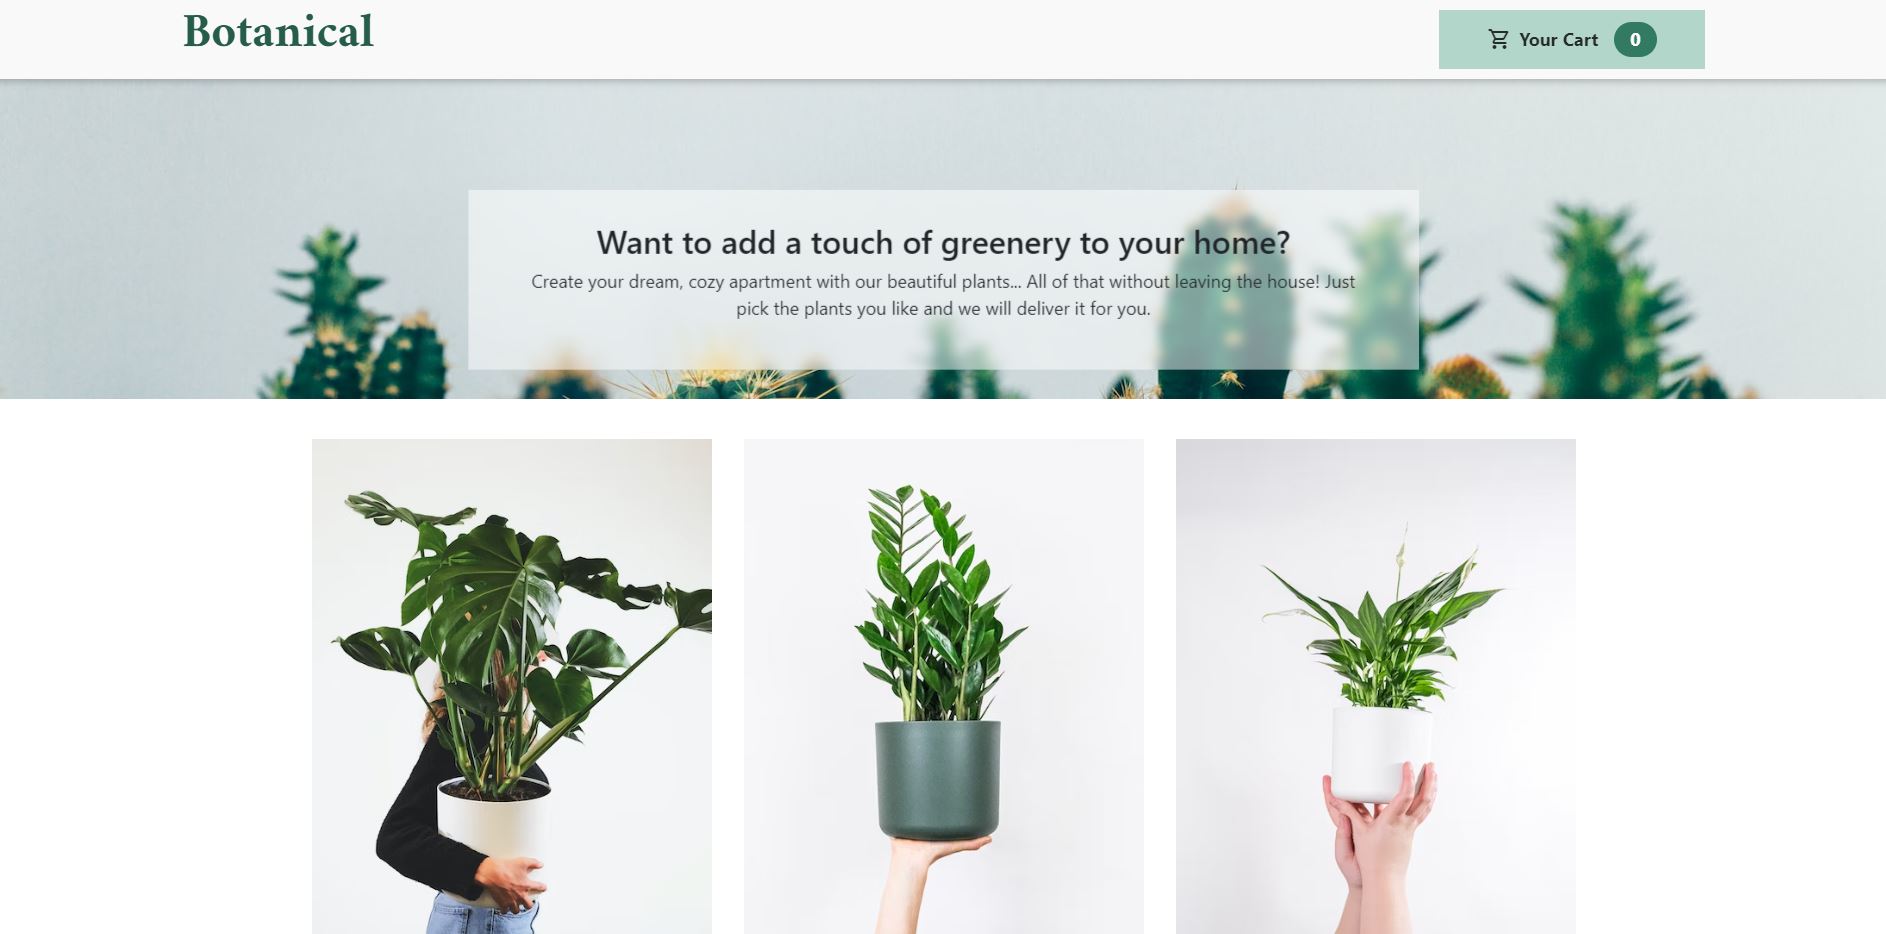 Botanical
Your Cart 0
Want to add a touch of greenery to your home?
Create your dream, cozy apartment with our beautiful plants... All of that without leaving the house! Just
pick the plants you like and we will deliver it for you.